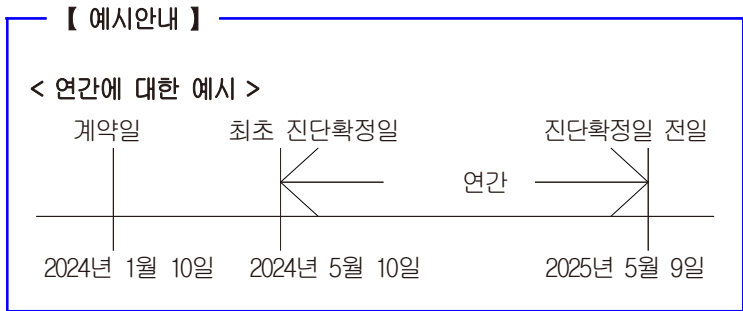 【 예시안내 】
< 연간에 대한 예시 >
계약일 최초 진단확정일 진단확정일 전일
연간
2024년 1월 10일 2024년 5월 10일 2025년 5월 9일